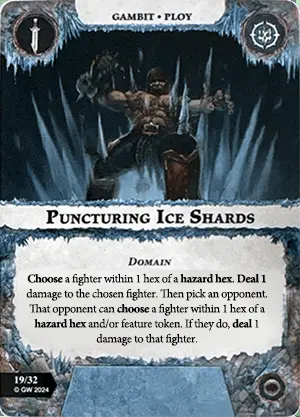 GAMBIT • PLOY
PUNCTURING ICE SHARDS
DOMAIN
Choose a fighter within 1 hex of a hazard hex. Deal 1
damage to the chosen fighter. Then pick an opponent.
That opponent can choose a fighter within 1 hex of a
hazard hex and/or feature token. If they do, deal 1
damage to that fighter.
19/32
© GW 2024